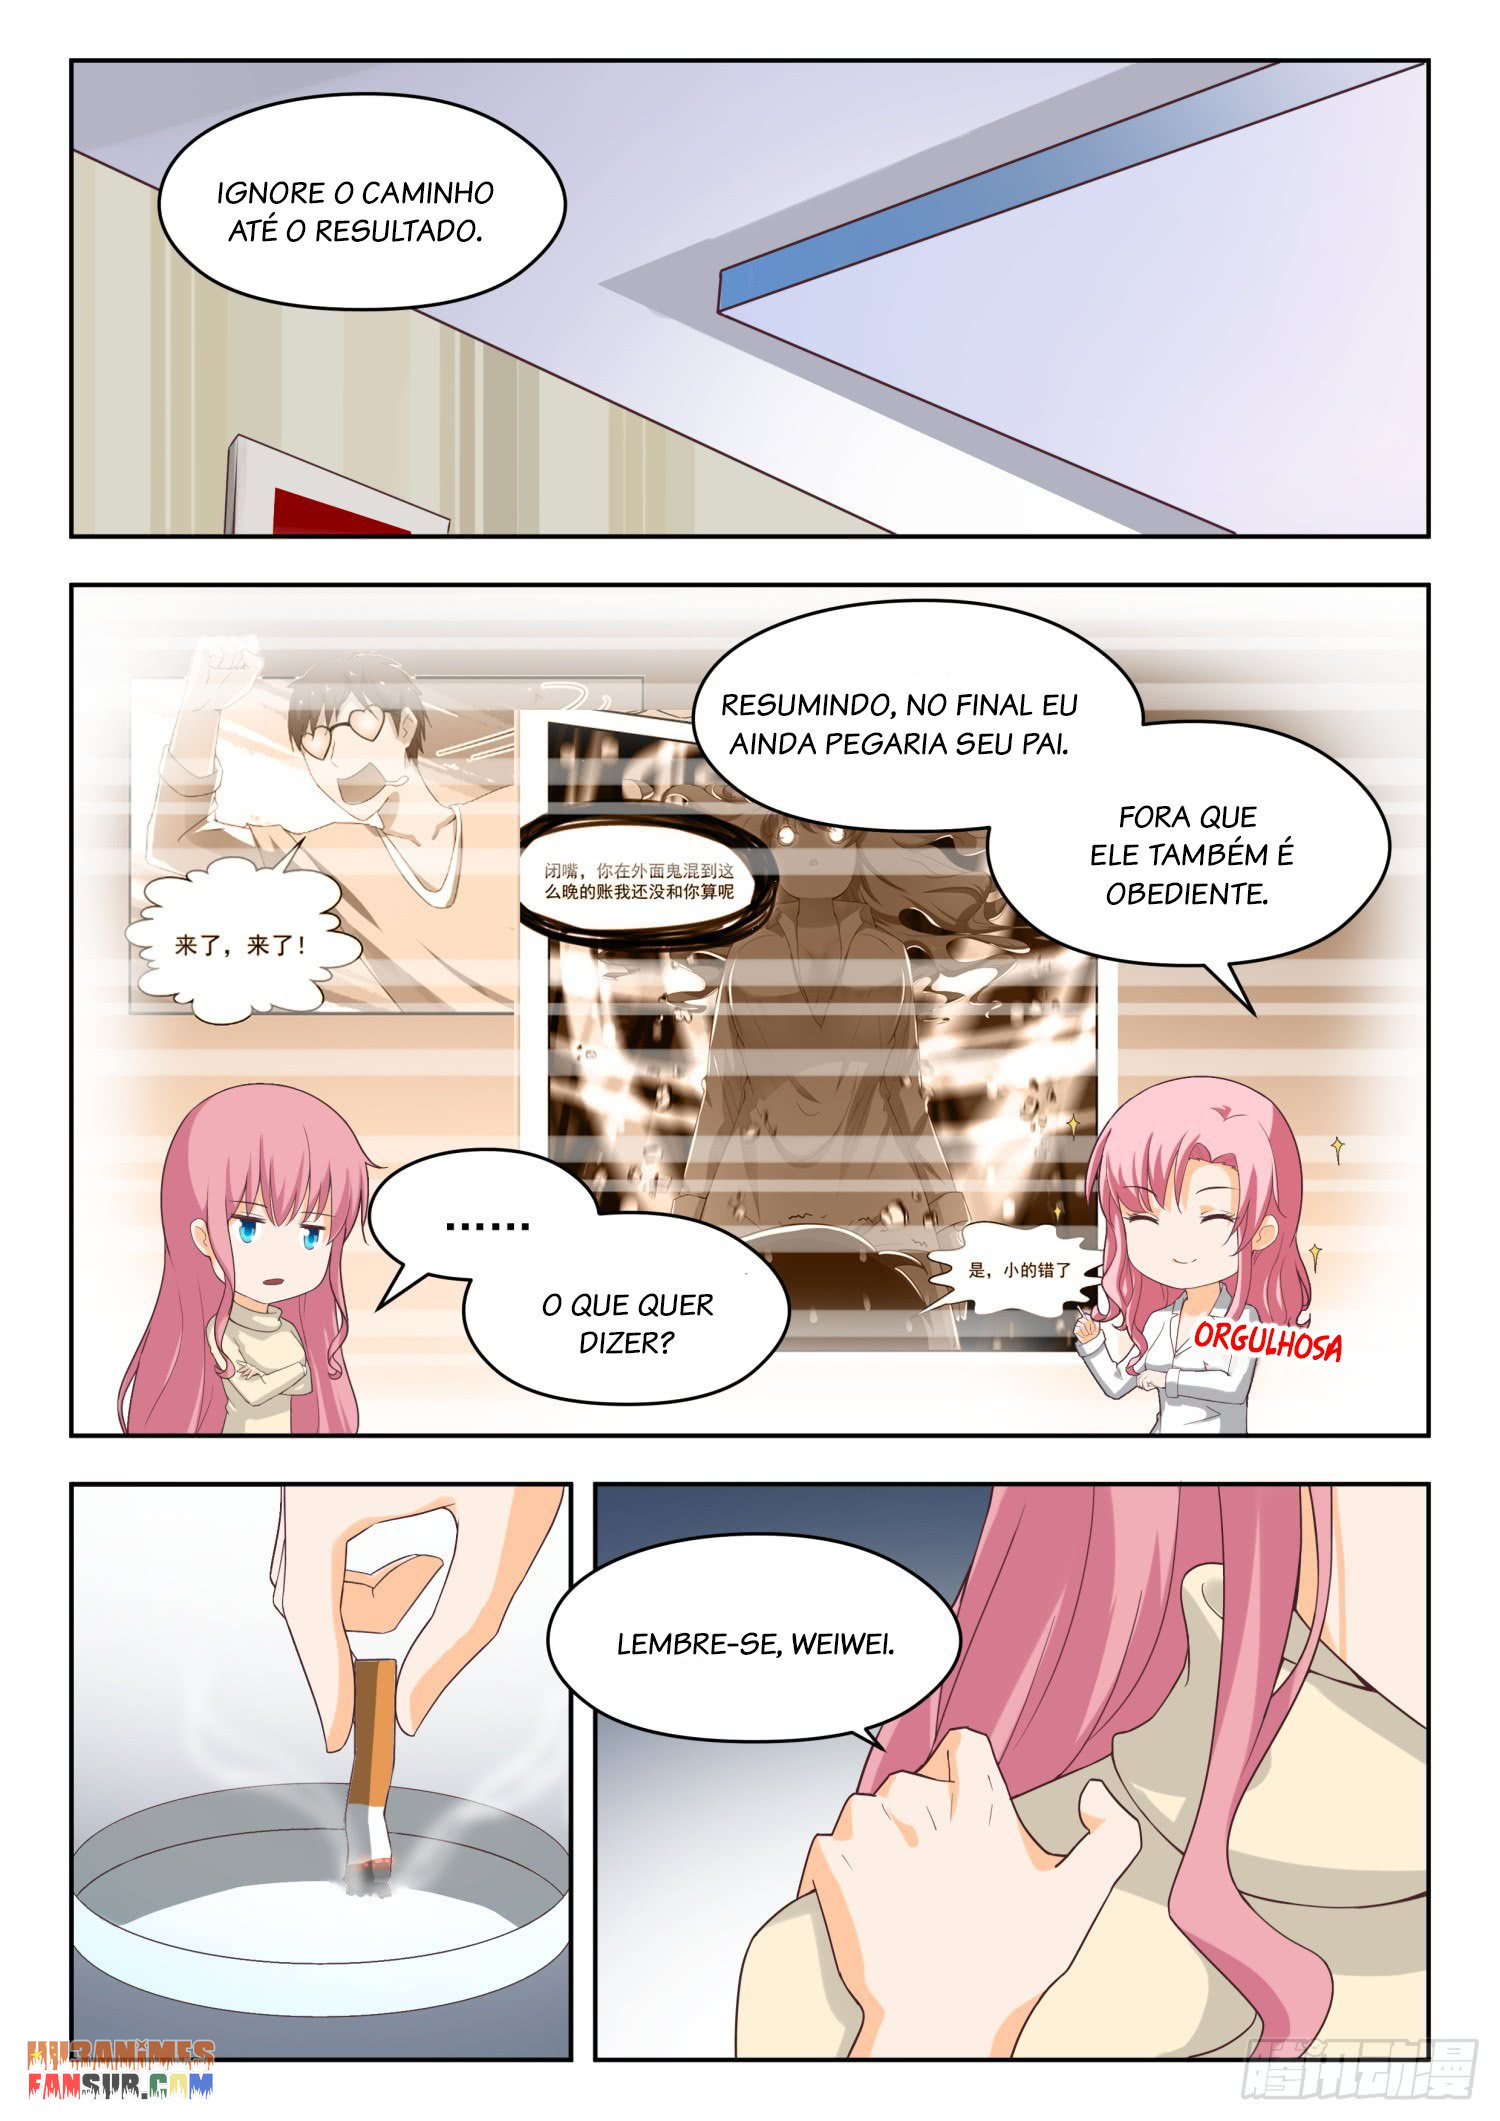 IGNORE O CAMINHO
ATÉ O RESULTADO.
RESUMINDO, NO FINAL EU
AINDA PEGARIA SEU PAI.
FORA QUE
ELE TAMBÉM É
OBEDIENTE.
闭嘴，你在外面鬼混到这
么晚的账我还没和你算呢
来了，来了！
......
O QUE QUER
DIZER?
是，小的错了
ORGULHOSA
LEMBRE-SE, WEIWEI.
HU3ANIMES
FANSUB.COM
腾讯动漫